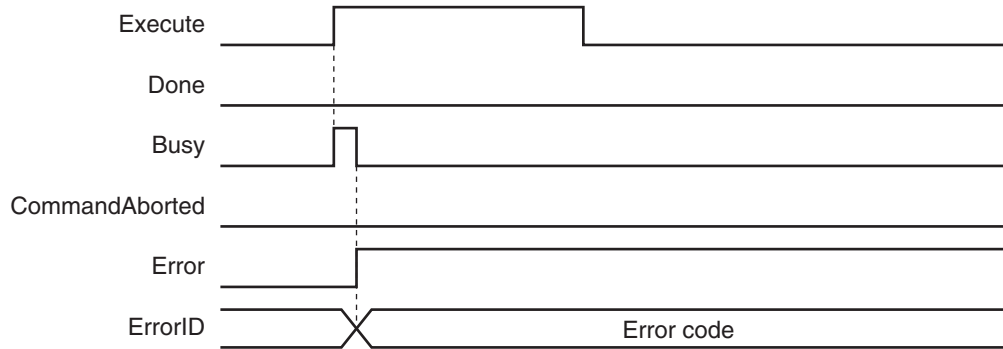 Execute
Done
Busy
CommandAborted
Error
ErrorID
Error code